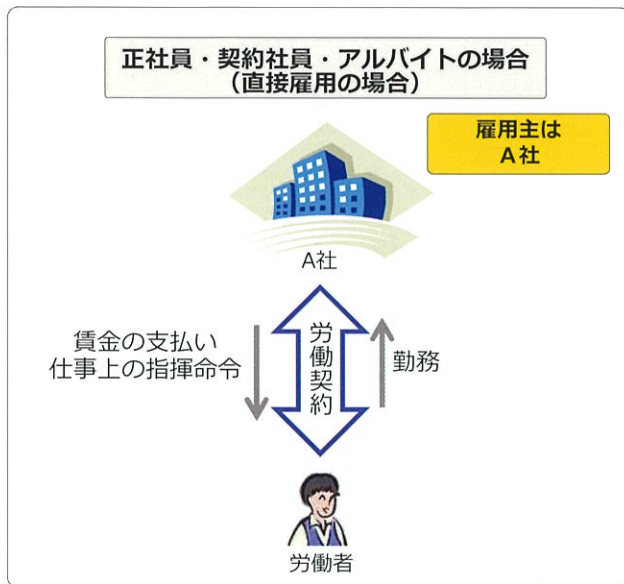 正社員・契約社員・アルバイトの場合
（直接雇用の場合）
雇用主は
A社
A社
賃金の支払い
仕事上の指揮命令
労働契約
勤務
労働者